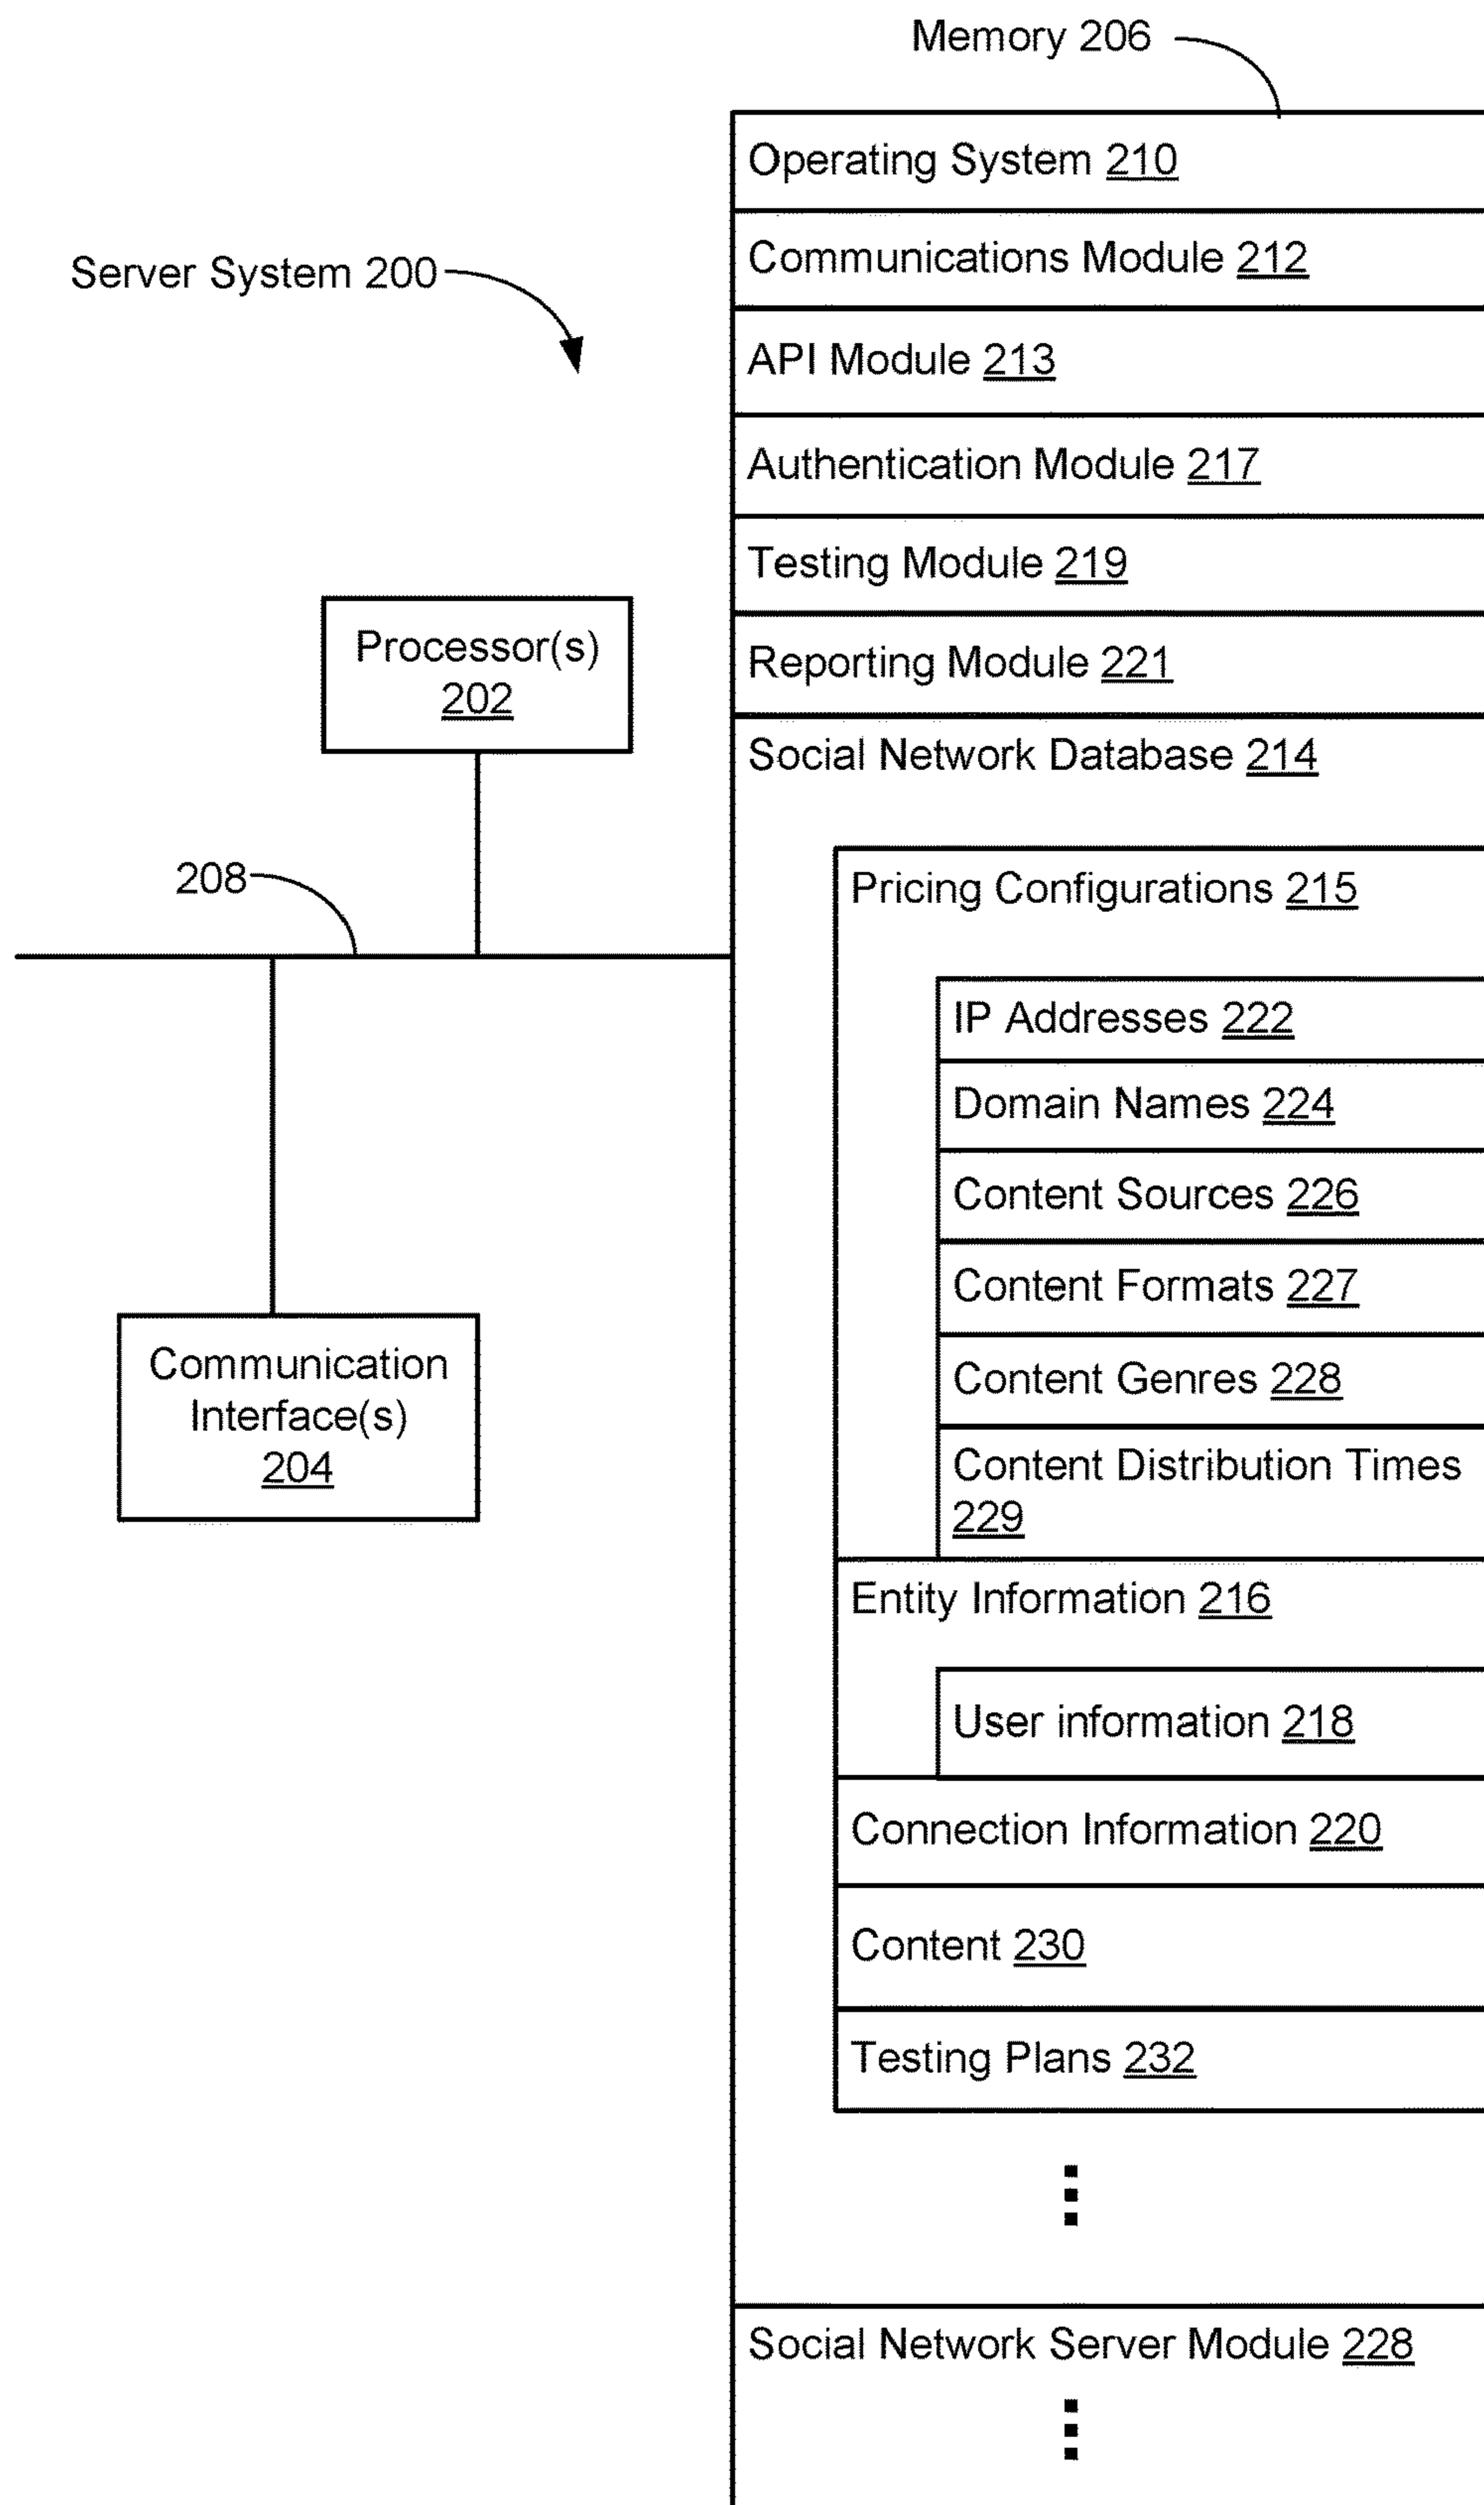 Memory 206
Operating System 210
Communications Module 212
Server System 200
API Module 213
Authentication Module 217
Testing Module 219
Processor(s)
202
Reporting Module 221
Social Network Database 214
208
Pricing Configurations 215
IP Addresses 222
Domain Names 224
Content Sources 226
Content Formats 227
Communication
Interface(s)
204
Content Genres 228
Content Distribution Times
229
Entity Information 216
User information 218
Connection Information 220
Content 230
Testing Plans 232
Social Network Server Module 228